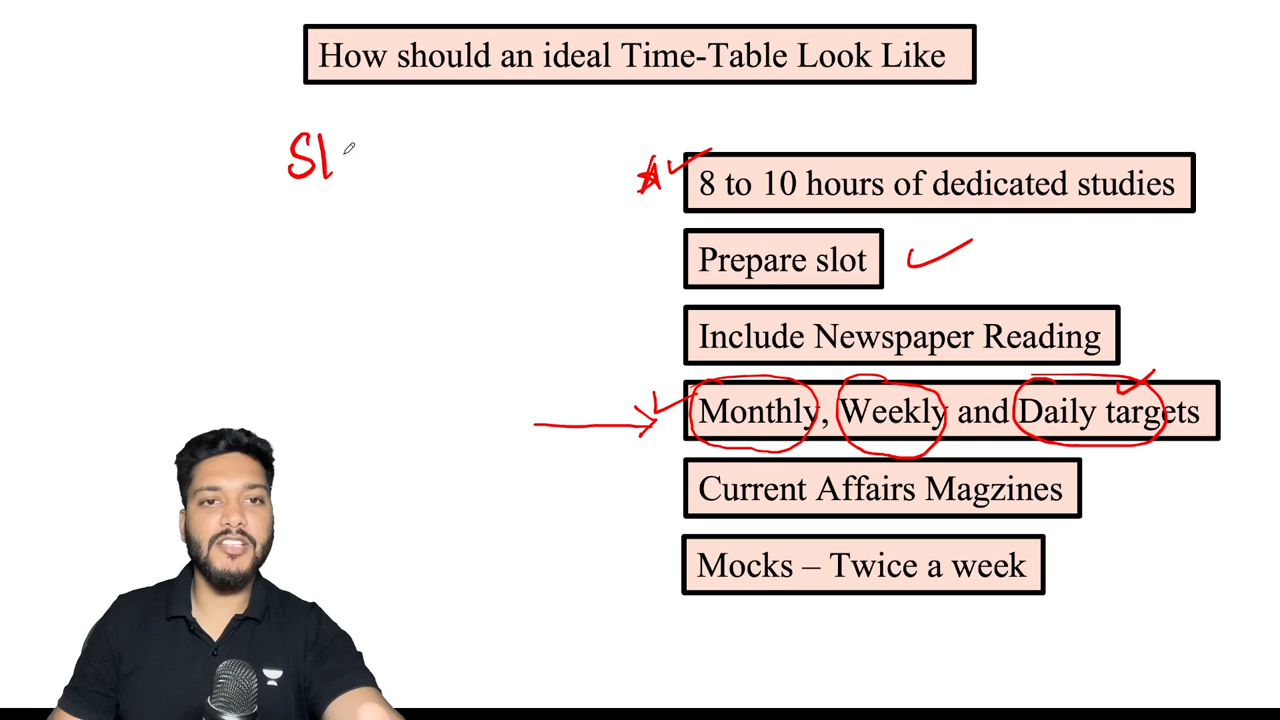 How should an ideal Time-Table Look Like
Sl
8 to 10 hours of dedicated studies
Prepare slot
Include Newspaper Reading
Monthly, Weekly and Daily targets
Current Affairs Magzines
Mocks – Twice a week